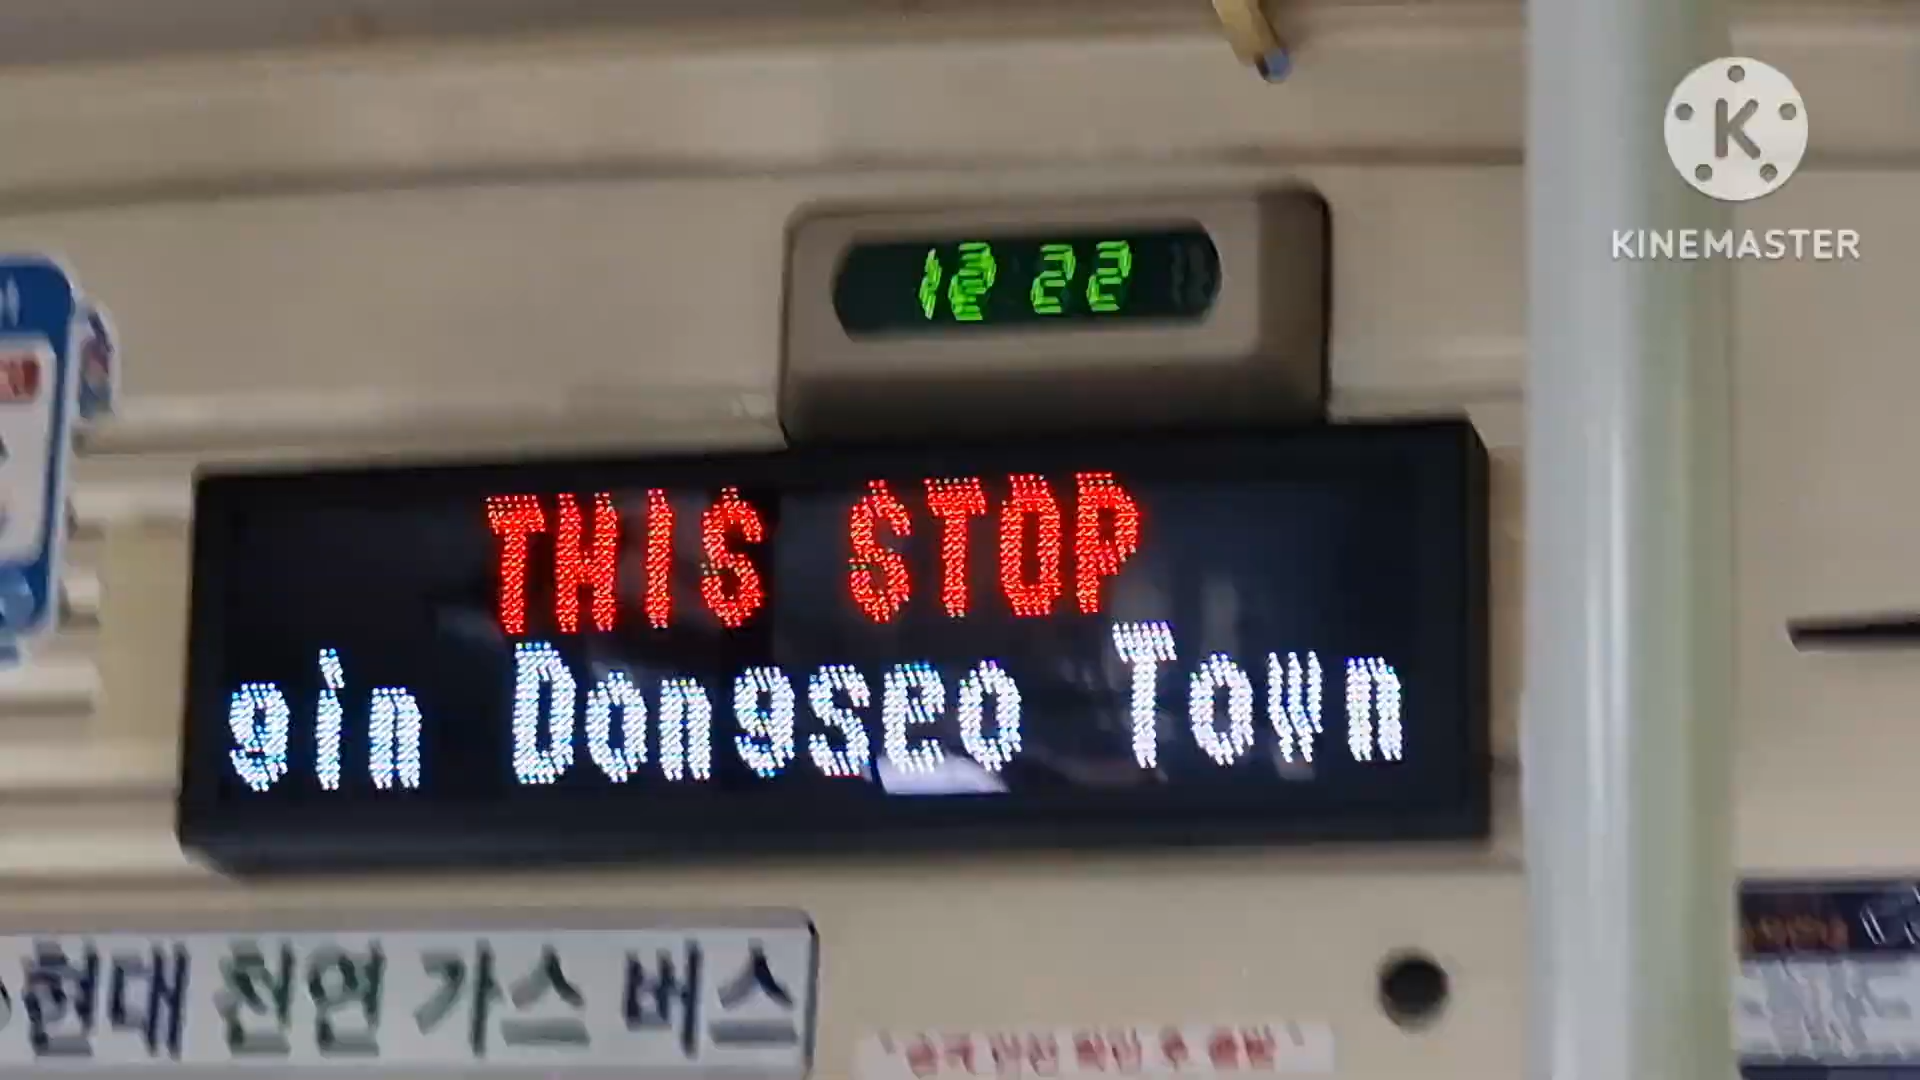 K
KINEMASTER
12 22
THIS STOP
gin Dongseo Town
현대 천연 가스 버스